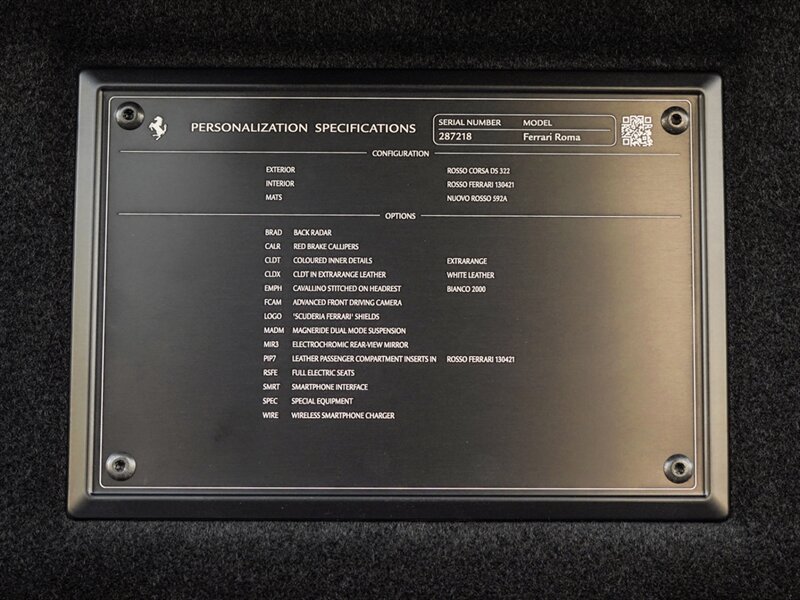 PERSONALIZATION SPECIFICATIONS
SERIAL NUMBER MODEL
287218 Ferrari Roma
CONFIGURATION
EXTERIOR ROSSO CORSA DS 322
INTERIOR ROSSO FERRARI 130421
MATS NUOVO ROSSO 592A
OPTIONS
BRAD BACK RADAR
CALR RED BRAKE CALLIPERS
CLDT COLOURED INNER DETAILS EXTRARANGE
CLDX CLDT IN EXTRARANGE LEATHER WHITE LEATHER
EMPH CAVALLINO STITCHED ON HEADREST BIANCO 2000
FCAM ADVANCED FRONT DRIVING CAMERA
LOGO 'SCUDERIA FERRARI' SHIELDS
MADM MAGNERIDE DUAL MODE SUSPENSION
MIR3 ELECTROCHROMIC REAR-VIEW MIRROR
PIP7 LEATHER PASSENGER COMPARTMENT INSERTS IN ROSSO FERRARI 130421
RSFE FULL ELECTRIC SEATS
SMRT SMARTPHONE INTERFACE
SPEC SPECIAL EQUIPMENT
WIRE WIRELESS SMARTPHONE CHARGER